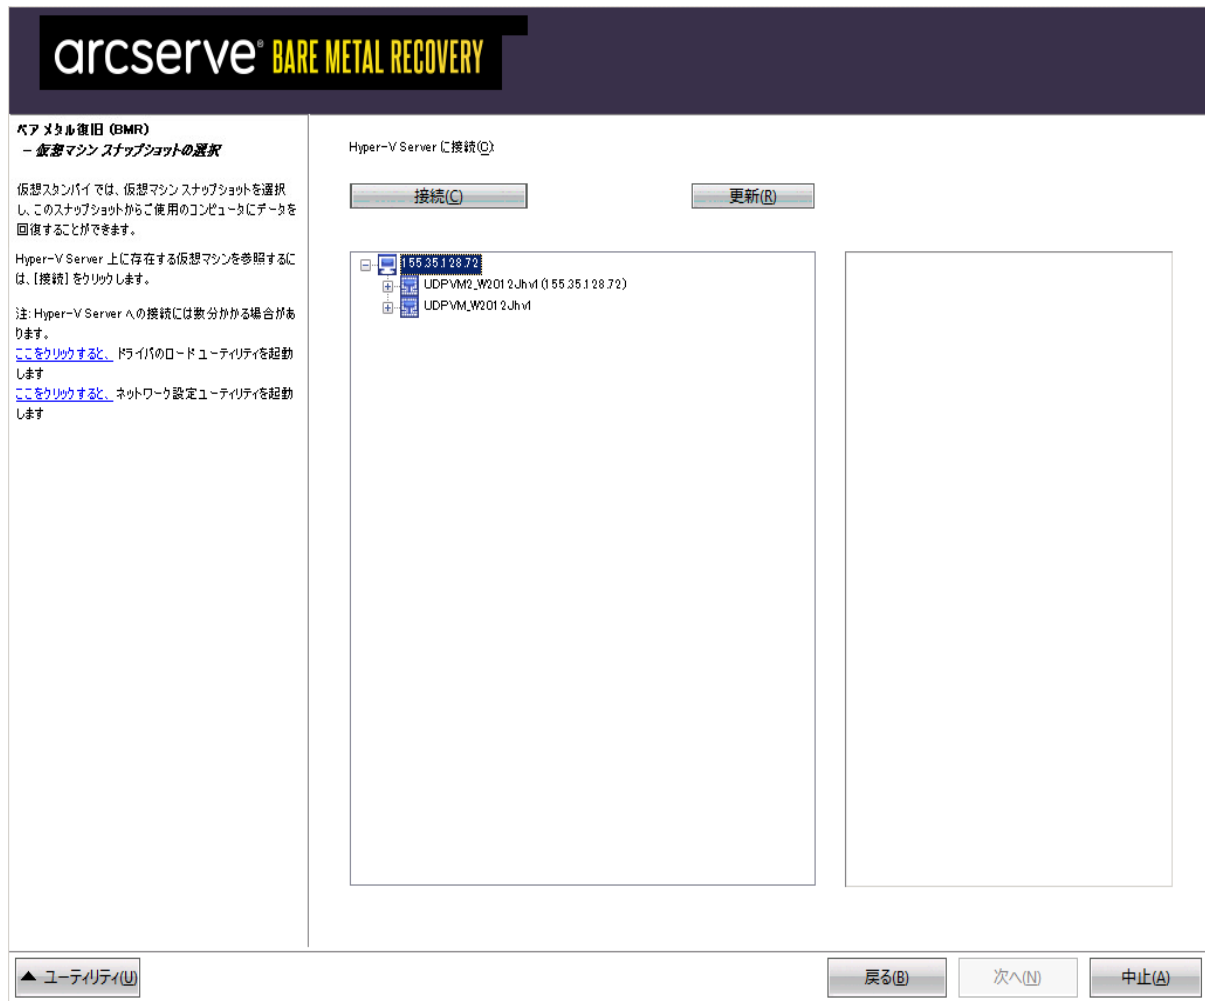 arcserve® BARE METAL RECOVERY
ベア メタル復旧 (BMR)
- 仮想マシン スナップショットの選択
仮想スタンバイ では、仮想マシン スナップショットを選択
し、このスナップショットからご使用のコンピュータにデータを
回復することができます。
Hyper-V Server 上に存在する仮想マシンを参照するに
は、[接続] をクリックします。
注: Hyper-V Server への接続には数分かかる場合があ
ります。
ここをクリックすると、ドライバのロード ユーティリティを起動
します
ここをクリックすると、ネットワーク設定ユーティリティを起動
します
Hyper-V Server に接続(C):
接続(C)
更新(R)
155.35.128.72
UDPVM2_W2012Jhv1(155.35.128.72)
UDPVM_W2012Jhv1
▲ ユーティリティ(U)
戻る(B)
次へ(N)
中止(A)